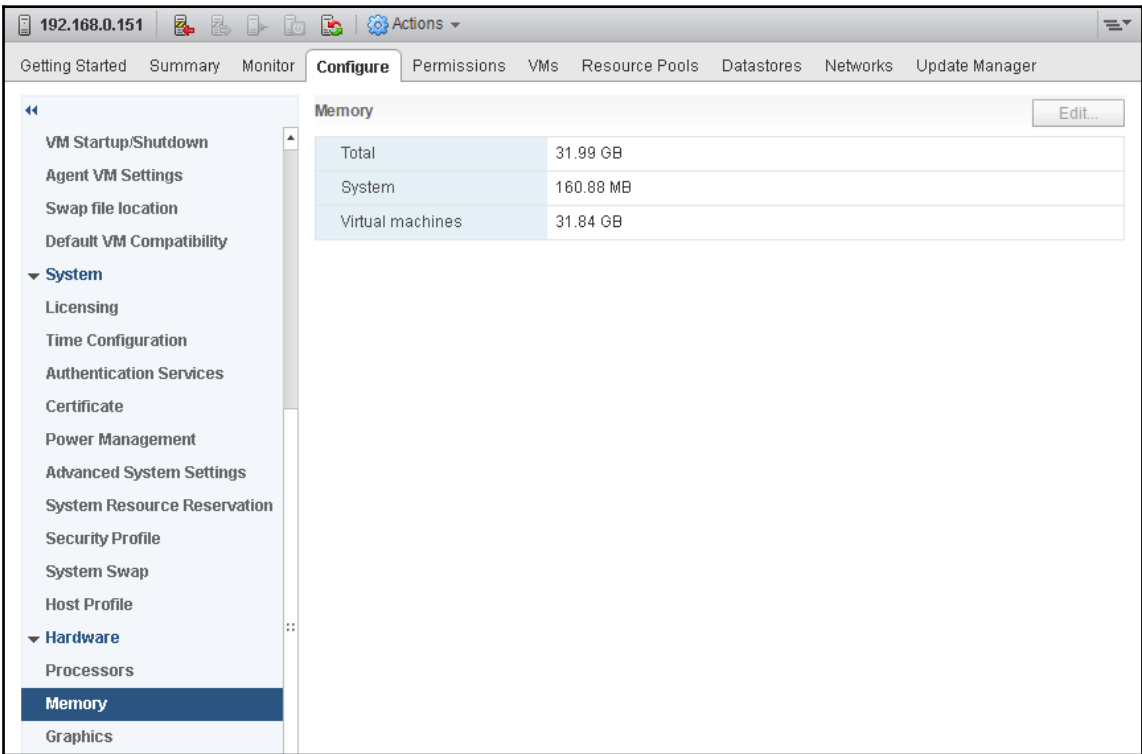 192.168.0.151 Actions
Getting Started Summary Monitor Configure Permissions VMs Resource Pools Datastores Networks Update Manager
VM Startup/Shutdown
Agent VM Settings
Swap file location
Default VM Compatibility
System
Licensing
Time Configuration
Authentication Services
Certificate
Power Management
Advanced System Settings
System Resource Reservation
Security Profile
System Swap
Host Profile
Hardware
Processors
Memory
Graphics
Memory Edit...
Total 31.99 GB
System 160.88 MB
Virtual machines 31.84 GB